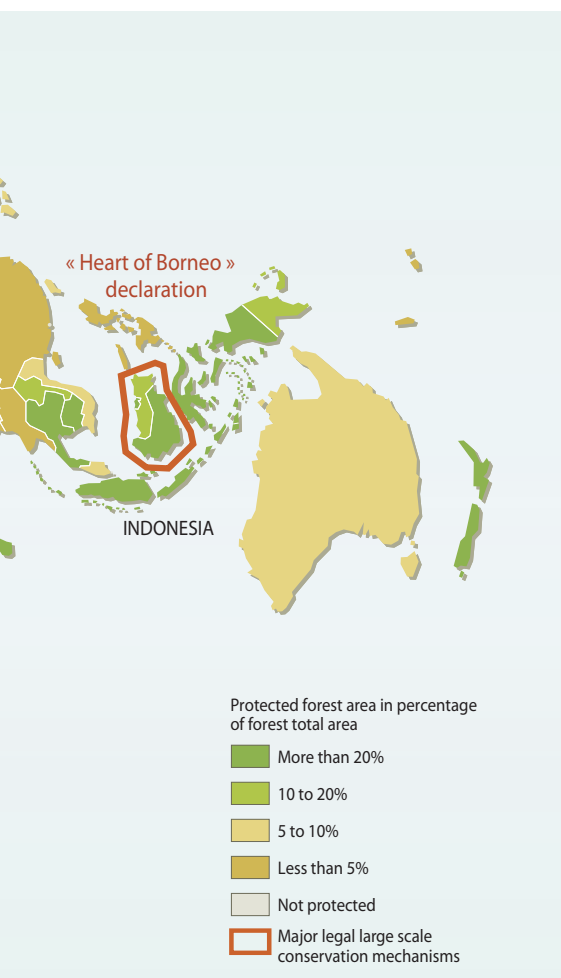 « Heart of Borneo »
declaration
INDONESIA
Protected forest area in percentage
of forest total area
More than 20%
10 to 20%
5 to 10%
Less than 5%
Not protected
Major legal large scale
conservation mechanisms